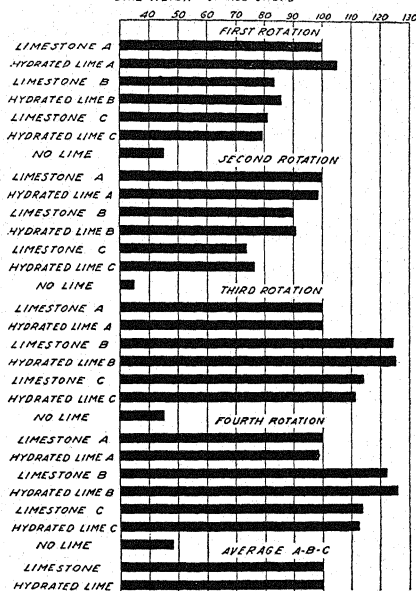 40 50 60 70 80 90 100 110 120 130
FIRST ROTATION
LIMESTONE A
HYDRATED LIME A
LIMESTONE B
HYDRATED LIME B
LIMESTONE C
HYDRATED LIME C
NO LIME
SECOND ROTATION
LIMESTONE A
HYDRATED LIME A
LIMESTONE B
HYDRATED LIME B
LIMESTONE C
HYDRATED LIME C
NO LIME
THIRD ROTATION
LIMESTONE A
HYDRATED LIME A
LIMESTONE B
HYDRATED LIME B
LIMESTONE C
HYDRATED LIME C
NO LIME
FOURTH ROTATION
LIMESTONE A
HYDRATED LIME A
LIMESTONE B
HYDRATED LIME B
LIMESTONE C
HYDRATED LIME C
NO LIME
AVERAGE A-B-C
LIMESTONE
HYDRATED LIME